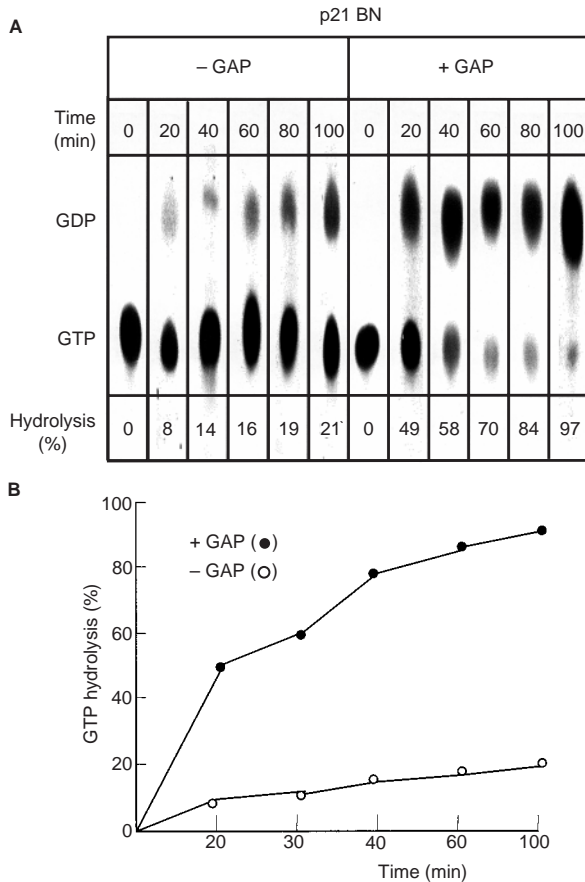 p21 BN
A
– GAP + GAP
Time (min) 0 20 40 60 80 100 0 20 40 60 80 100
GDP
GTP
Hydrolysis (%) 0 8 14 16 19 21 0 49 58 70 84 97
B
100
80
60
40
20
0
GTP hydrolysis (%)
+ GAP (●)
– GAP (○)
20 30 40 60 100
Time (min)